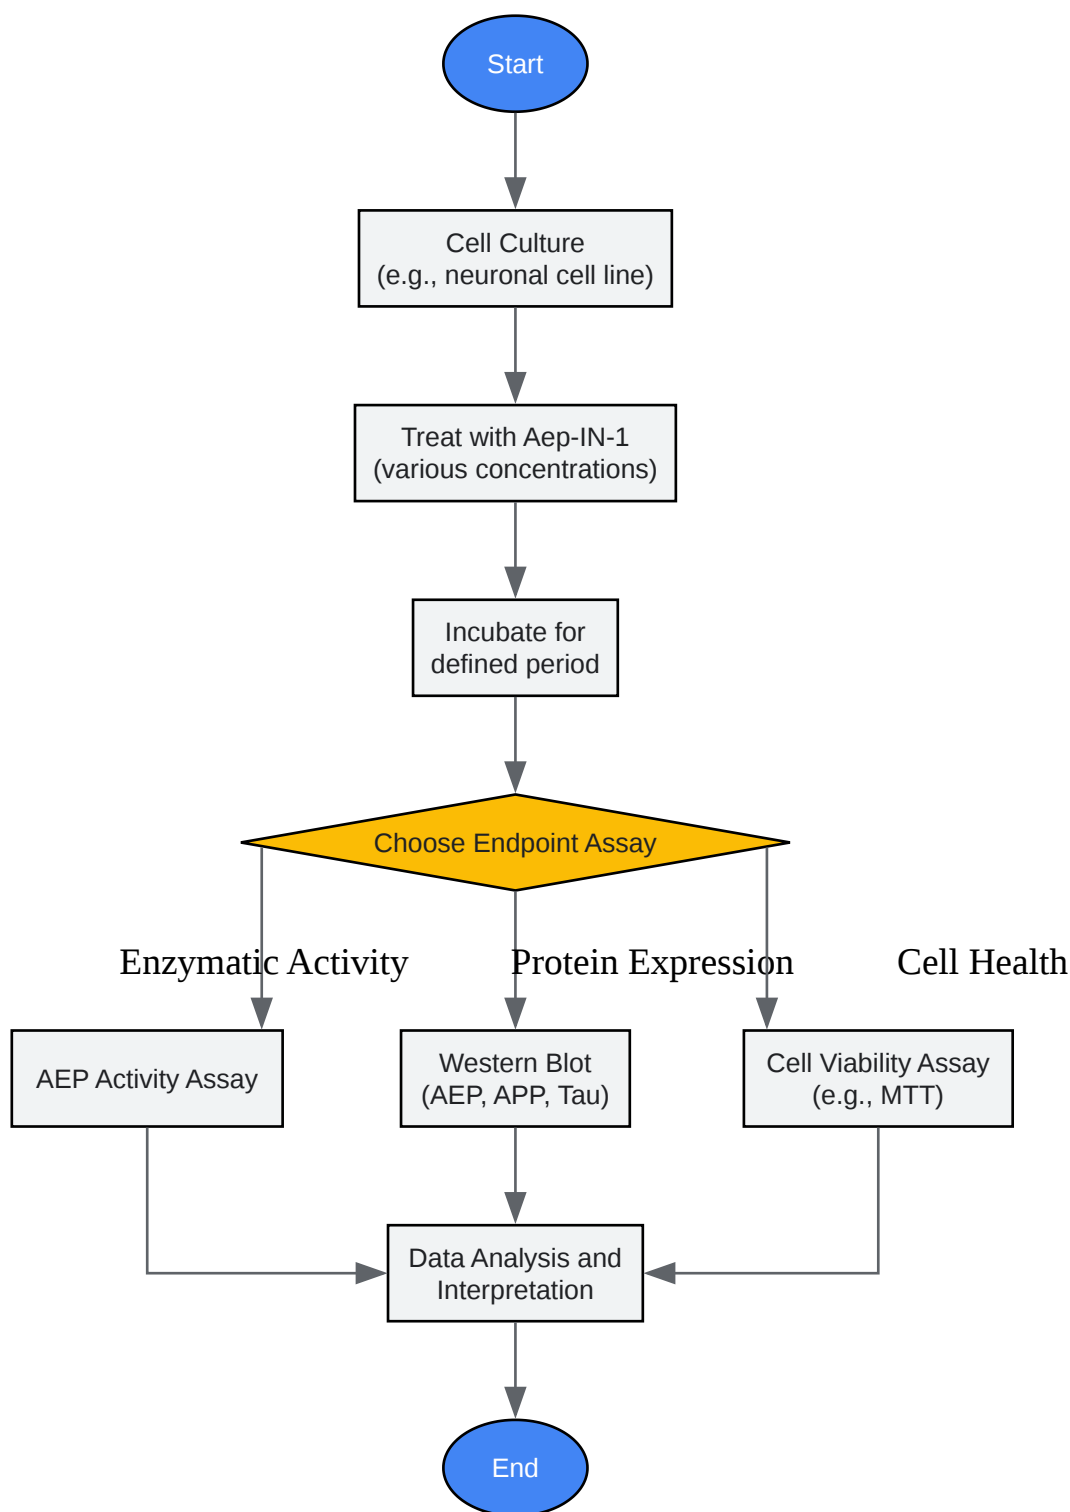 Start
Cell Culture
(e.g., neuronal cell line)
Treat with Aep-IN-1
(various concentrations)
Incubate for
defined period
Choose Endpoint Assay
Enzymatic Activity
Protein Expression
Cell Health
AEP Activity Assay
Western Blot
(AEP, APP, Tau)
Cell Viability Assay
(e.g., MTT)
Data Analysis and
Interpretation
End